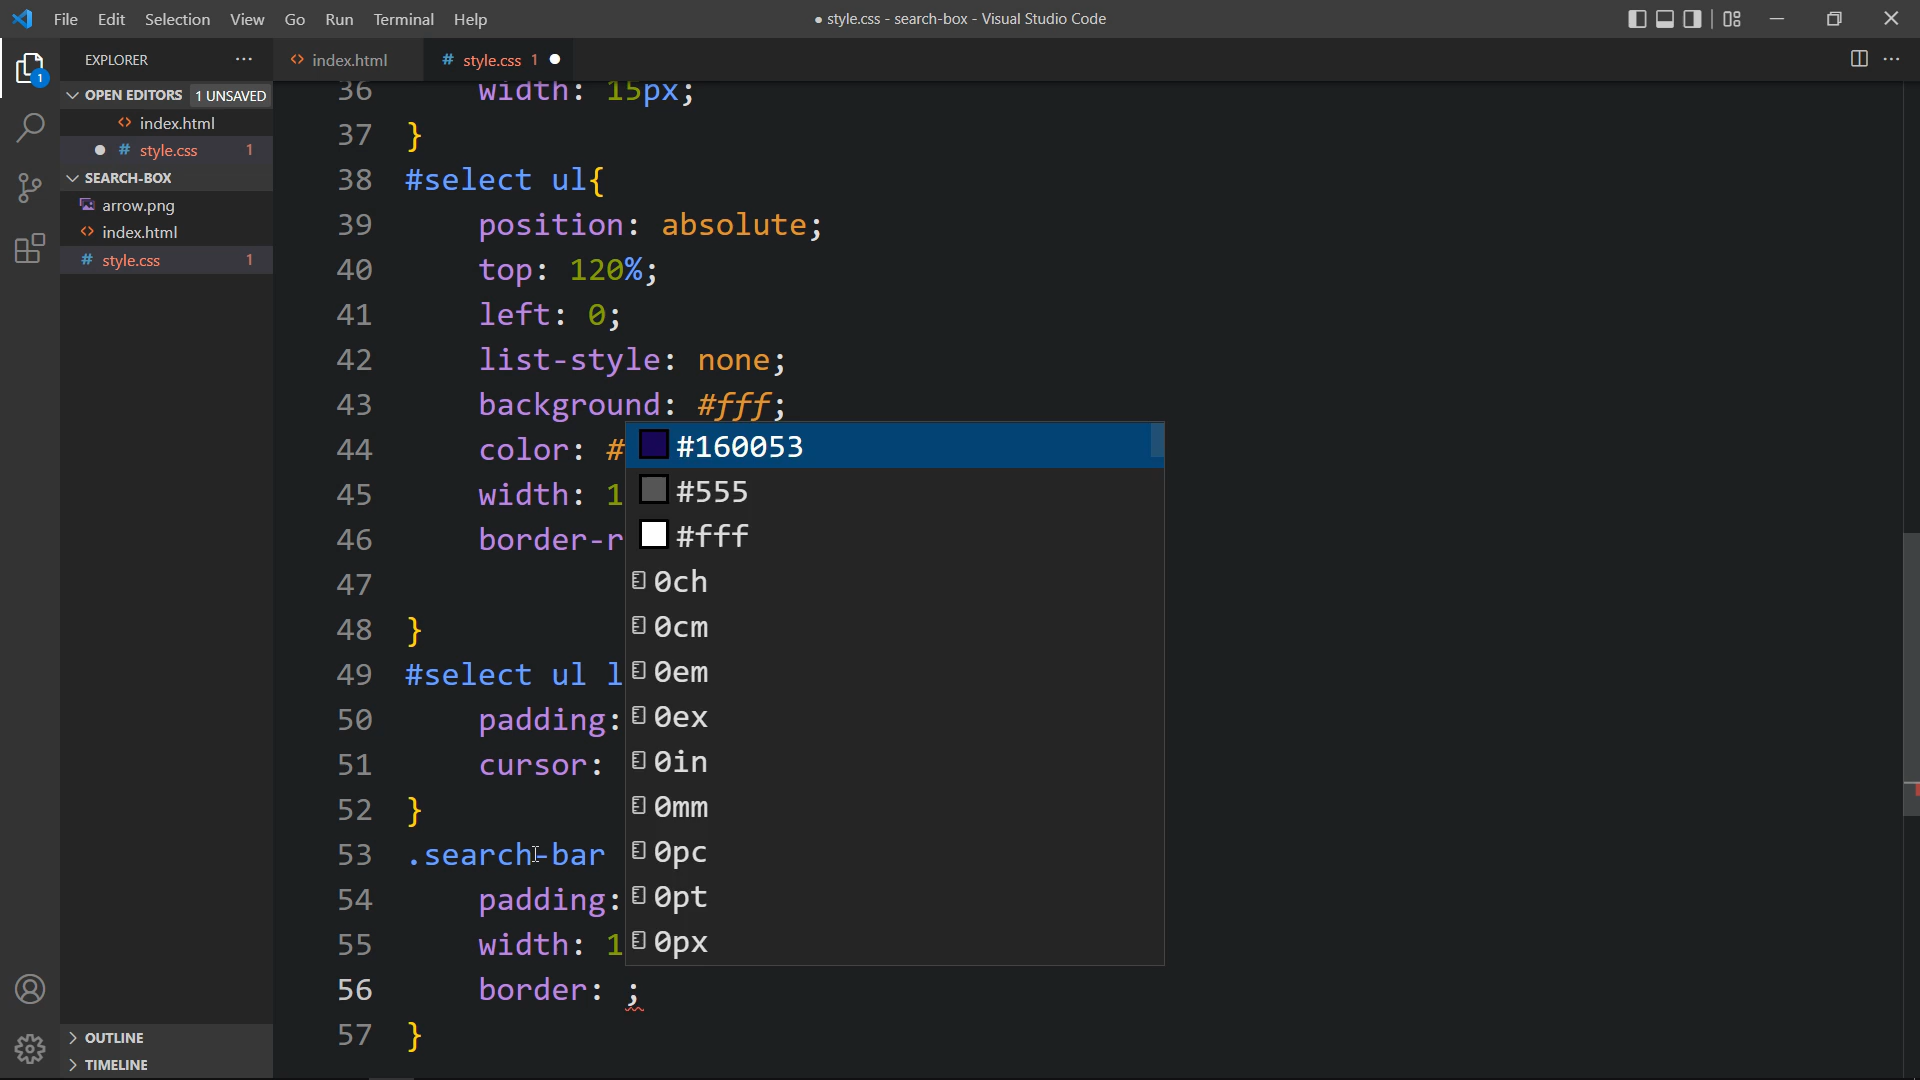 File Edit Selection View Go Run Terminal Help
● style.css - search-box - Visual Studio Code
EXPLORER
index.html
# style.css 1
OPEN EDITORS 1 UNSAVED
index.html
# style.css 1
SEARCH-BOX
arrow.png
index.html
# style.css 1
OUTLINE
TIMELINE
1
36 width: 15px;
37 }
38 #select ul{
39 position: absolute;
40 top: 120%;
41 left: 0;
42 list-style: none;
43 background: #fff;
44 color: #
45 width: 1
46 border-r
47
48 }
49 #select ul l
50 padding:
51 cursor:
52 }
53 .search-bar
54 padding:
55 width: 1
56 border: ;
57 }
#160053
#555
#fff
0ch
0cm
0em
0ex
0in
0mm
0pc
0pt
0px